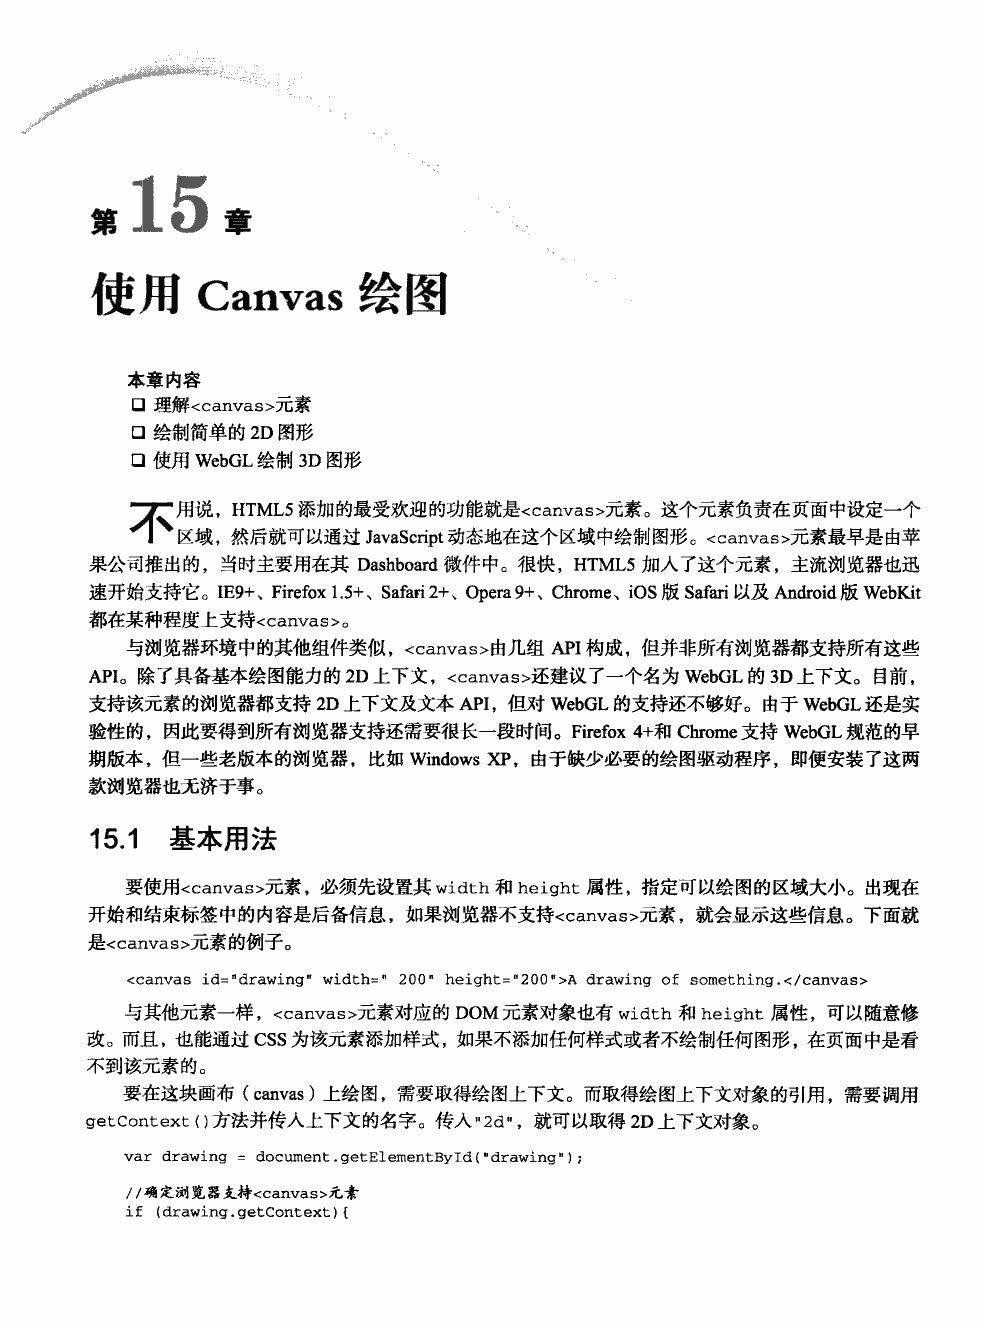 第15章
使用 Canvas 绘图
本章内容
❑ 理解<canvas>元素
❑ 绘制简单的 2D 图形
❑ 使用 WebGL 绘制 3D 图形
不用说，HTML5 添加的最受欢迎的功能就是<canvas>元素。这个元素负责在页面中设定一个
区域，然后就可以通过 JavaScript 动态地在这个区域中绘制图形。<canvas>元素最早是由苹
果公司推出的，当时主要用在其 Dashboard 微件中。很快，HTML5 加入了这个元素，主流浏览器也迅
速开始支持它。IE9+、Firefox 1.5+、Safari 2+、Opera 9+、Chrome、iOS 版 Safari 以及 Android 版 WebKit
都在某种程度上支持<canvas>。
与浏览器环境中的其他组件类似，<canvas>由几组 API 构成，但并非所有浏览器都支持所有这些
API。除了具备基本绘图能力的 2D 上下文，<canvas>还建议了一个名为 WebGL 的 3D 上下文。目前，
支持该元素的浏览器都支持 2D 上下文及文本 API，但对 WebGL 的支持还不够好。由于 WebGL 还是实
验性的，因此要得到所有浏览器支持还需要很长一段时间。Firefox 4+和 Chrome 支持 WebGL 规范的早
期版本，但一些老版本的浏览器，比如 Windows XP，由于缺少必要的绘图驱动程序，即便安装了这两
款浏览器也无济于事。
15.1 基本用法
要使用<canvas>元素，必须先设置其 width 和 height 属性，指定可以绘图的区域大小。出现在
开始和结束标签中的内容是后备信息，如果浏览器不支持<canvas>元素，就会显示这些信息。下面就
是<canvas>元素的例子。
<canvas id="drawing" width=" 200" height="200">A drawing of something.</canvas>
与其他元素一样，<canvas>元素对应的 DOM 元素对象也有 width 和 height 属性，可以随意修
改。而且，也能通过 CSS 为该元素添加样式，如果不添加任何样式或者不绘制任何图形，在页面中是看
不到该元素的。
要在这块画布（canvas）上绘图，需要取得绘图上下文。而取得绘图上下文对象的引用，需要调用
getContext()方法并传入上下文的名字。传入"2d"，就可以取得 2D 上下文对象。
var drawing = document.getElementById("drawing");
//确定浏览器支持<canvas>元素
if (drawing.getContext){